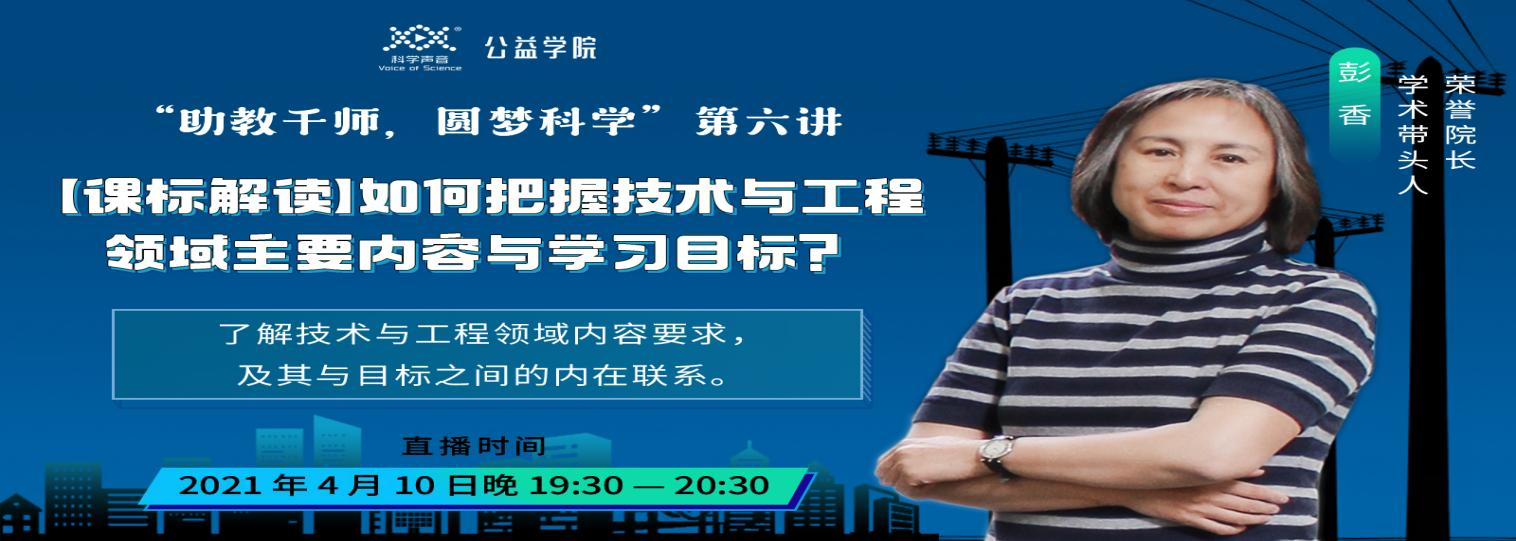 科学声音
Voice of Science
公益学院
“助教千师，圆梦科学”第六讲
【课标解读】如何把握技术与工程
领域主要内容与学习目标？
了解技术与工程领域内容要求，
及其与目标之间的内在联系。
直播时间
2021 年 4 月 10 日晚 19:30 — 20:30
彭香
学术带头人
荣誉院长